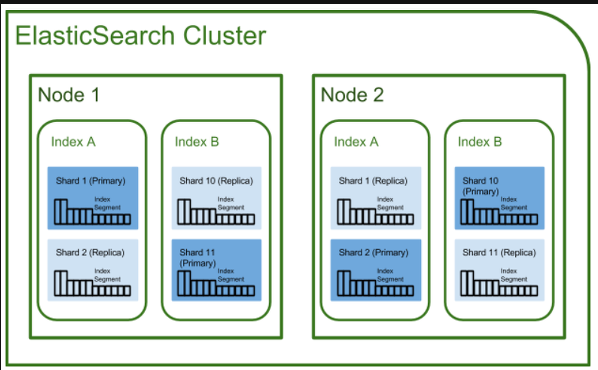 ElasticSearch Cluster
Node 1
Index A
Shard 1 (Primary)
Index
Segment
Shard 2 (Replica)
Index
Segment
Index B
Shard 10 (Replica)
Index
Segment
Shard 11
(Primary)
Index
Segment
Node 2
Index A
Shard 1 (Replica)
Index
Segment
Shard 2 (Primary)
Index
Segment
Index B
Shard 10
(Primary)
Index
Segment
Shard 11 (Replica)
Index
Segment